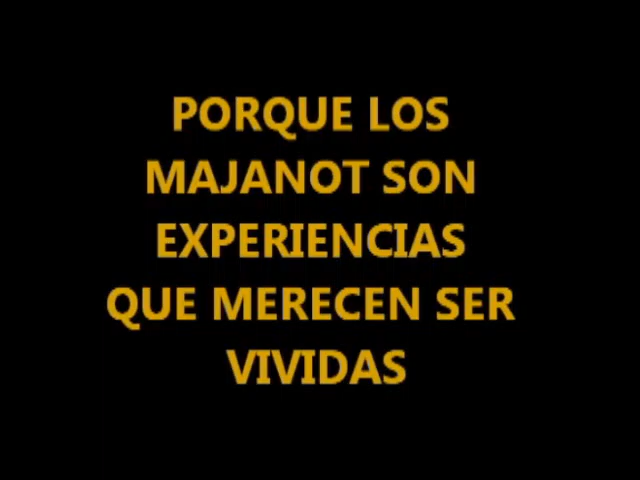 PORQUE LOS
MAJANOT SON
EXPERIENCIAS
QUE MERECEN SER
VIVIDAS